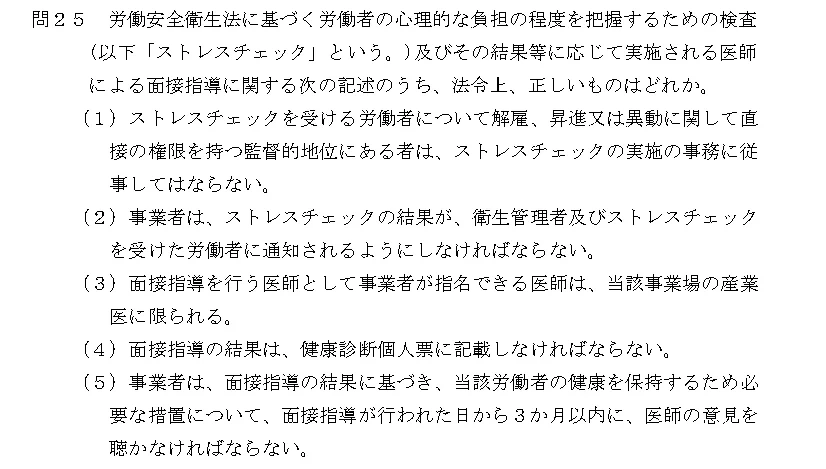 問２５　労働安全衛生法に基づく労働者の心理的な負担の程度を把握するための検査
(以下「ストレスチェック」という。)及びその結果等に応じて実施される医師
による面接指導に関する次の記述のうち、法令上、正しいものはどれか。
（１）ストレスチェックを受ける労働者について解雇、昇進又は異動に関して直
接の権限を持つ監督的地位にある者は、ストレスチェックの実施の事務に従
事してはならない。
（２）事業者は、ストレスチェックの結果が、衛生管理者及びストレスチェック
を受けた労働者に通知されるようにしなければならない。
（３）面接指導を行う医師として事業者が指名できる医師は、当該事業場の産業
医に限られる。
（４）面接指導の結果は、健康診断個人票に記載しなければならない。
（５）事業者は、面接指導の結果に基づき、当該労働者の健康を保持するため必
要な措置について、面接指導が行われた日から３か月以内に、医師の意見を
聴かなければならない。